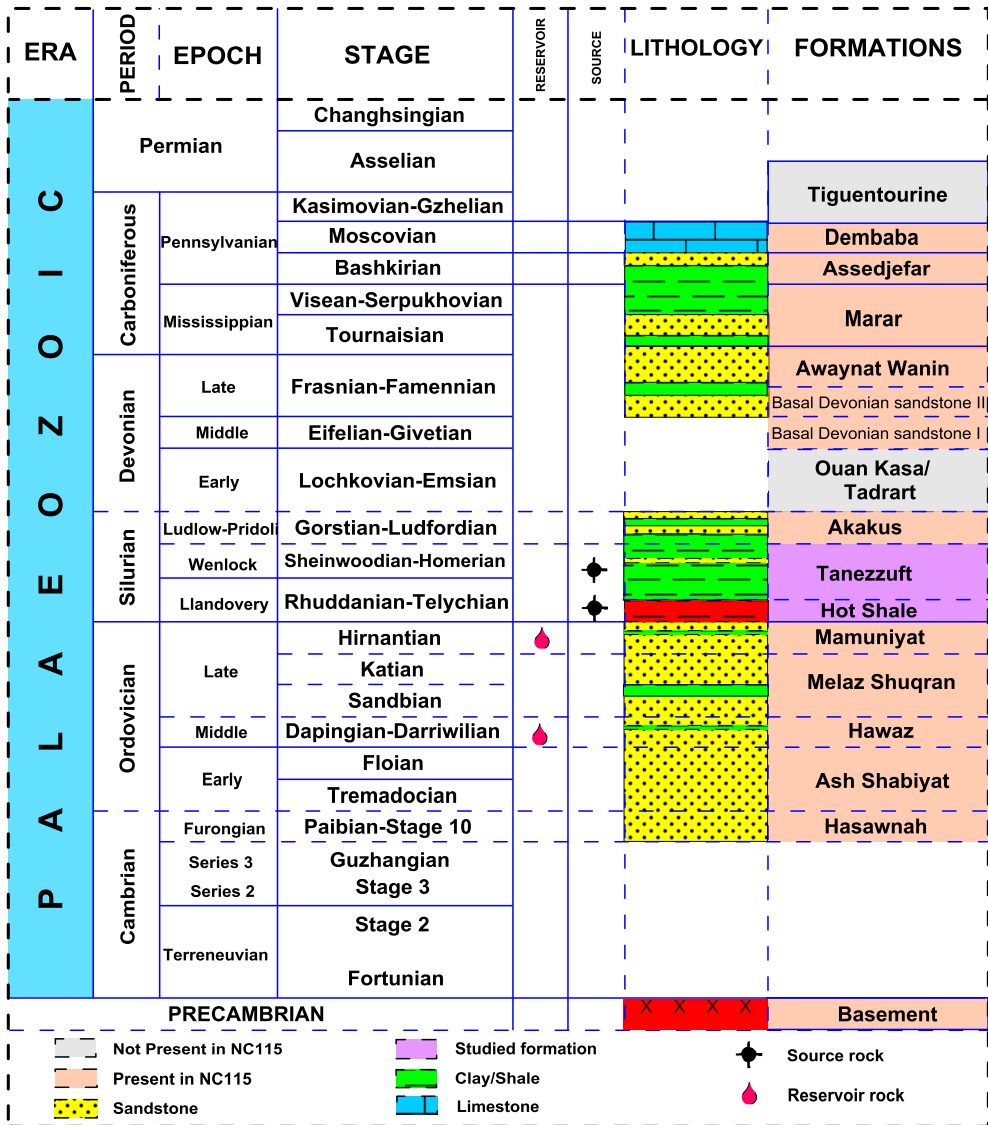 ERA PERIOD EPOCH STAGE RESERVOIR SOURCE LITHOLOGY FORMATIONS
PALAEOZOIC
Permian
Changhsingian
Asselian
Tiguentourine
Carboniferous
Pennsylvanian
Kasimovian-Gzhelian
Moscovian
Dembaba
Bashkirian
Assedjefar
Mississippian
Visean-Serpukhovian
Tournaisian
Marar
Devonian
Late
Frasnian-Famennian
Awaynat Wanin
Basal Devonian sandstone II
Middle
Eifelian-Givetian
Basal Devonian sandstone I
Early
Lochkovian-Emsian
Ouan Kasa/
Tadrart
Silurian
Ludlow-Pridoli
Gorstian-Ludfordian
Akakus
Wenlock
Sheinwoodian-Homerian
Tanezzuft
Llandovery
Rhuddanian-Telychian
Hot Shale
Ordovician
Late
Hirnantian
Mamuniyat
Katian
Sandbian
Melaz Shuqran
Middle
Dapingian-Darriwilian
Hawaz
Early
Floian
Tremadocian
Ash Shabiyat
Cambrian
Furongian
Paibian-Stage 10
Hasawnah
Series 3
Guzhangian
Series 2
Stage 3
Terreneuvian
Stage 2
Fortunian
PRECAMBRIAN
X X X X
Basement
Not Present in NC115
Studied formation
Source rock
Present in NC115
Clay/Shale
Reservoir rock
Sandstone
Limestone